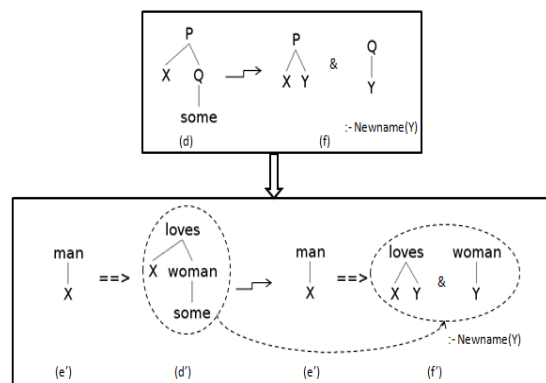 P P Q
X Q X Y & Y
some
:- Newname(Y)
(d) (f)
loves
man man loves woman
X ==> X woman X ==> X Y & Y
some
:- Newname(Y)
(e') (d') (e') (f')